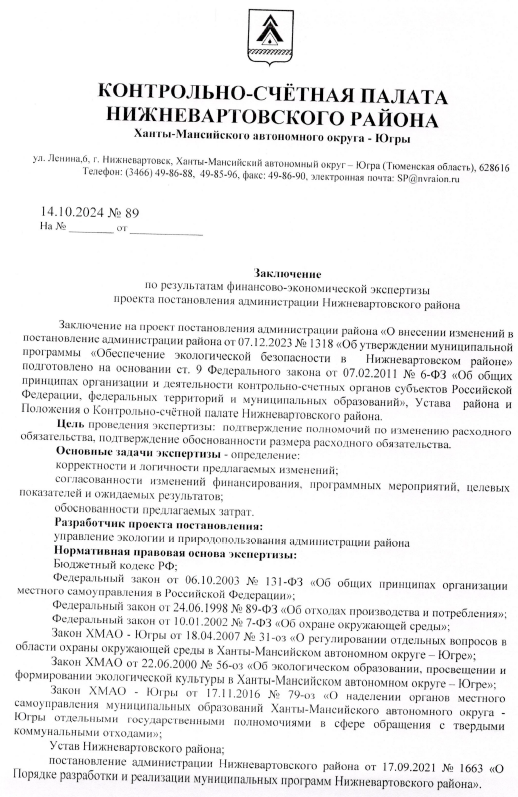 КОНТРОЛЬНО-СЧЁТНАЯ ПАЛАТА
НИЖНЕВАРТОВСКОГО РАЙОНА
Ханты-Мансийского автономного округа - Югры
ул. Ленина,6, г. Нижневартовск, Ханты-Мансийский автономный округ – Югра (Тюменская область), 628616
Телефон: (3466) 49-86-88, 49-85-96, факс: 49-86-90, электронная почта: SP@nvraion.ru
14.10.2024 № 89
На № ________ от _____________
Заключение
по результатам финансово-экономической экспертизы
проекта постановления администрации Нижневартовского района
Заключение на проект постановления администрации района «О внесении изменений в
постановление администрации района от 07.12.2023 № 1318 «Об утверждении муниципальной
программы «Обеспечение экологической безопасности в Нижневартовском районе»
подготовлено на основании ст. 9 Федерального закона от 07.02.2011 № 6-ФЗ «Об общих
принципах организации и деятельности контрольно-счетных органов субъектов Российской
Федерации, федеральных территорий и муниципальных образований», Устава района и
Положения о Контрольно-счётной палате Нижневартовского района.
Цель проведения экспертизы: подтверждение полномочий по изменению расходного
обязательства, подтверждение обоснованности размера расходного обязательства.
Основные задачи экспертизы - определение:
корректности и логичности предлагаемых изменений;
согласованности изменений финансирования, программных мероприятий, целевых
показателей и ожидаемых результатов;
обоснованности предлагаемых затрат.
Разработчик проекта постановления:
управление экологии и природопользования администрации района
Нормативная правовая основа экспертизы:
Бюджетный кодекс РФ;
Федеральный закон от 06.10.2003 № 131-ФЗ «Об общих принципах организации
местного самоуправления в Российской Федерации»;
Федеральный закон от 24.06.1998 № 89-ФЗ «Об отходах производства и потребления»;
Федеральный закон от 10.01.2002 № 7-ФЗ «Об охране окружающей среды»;
Закон ХМАО - Югры от 18.04.2007 № 31-оз «О регулировании отдельных вопросов в
области охраны окружающей среды в Ханты-Мансийском автономном округе – Югре»;
Закон ХМАО от 22.06.2000 № 56-оз «Об экологическом образовании, просвещении и
формировании экологической культуры в Ханты-Мансийском автономном округе – Югре»;
Закон ХМАО - Югры от 17.11.2016 № 79-оз «О наделении органов местного
самоуправления муниципальных образований Ханты-Мансийского автономного округа -
Югры отдельными государственными полномочиями в сфере обращения с твердыми
коммунальными отходами»;
Устав Нижневартовского района;
постановление администрации Нижневартовского района от 17.09.2021 № 1663 «О
Порядке разработки и реализации муниципальных программ Нижневартовского района».